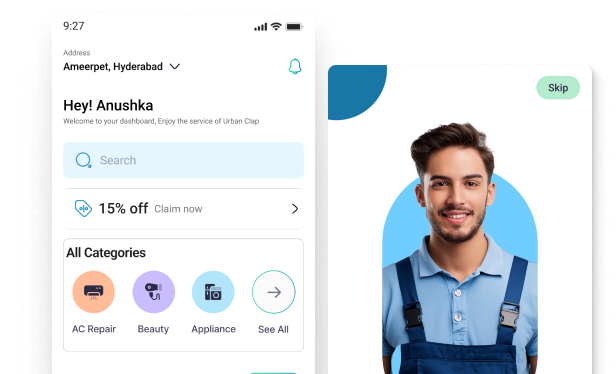 9:27
Address
Ameerpet, Hyderabad
Hey! Anushka
Welcome to your dashboard, Enjoy the service of Urban Clap
Search
15% off Claim now
All Categories
AC Repair Beauty Appliance See All
Skip